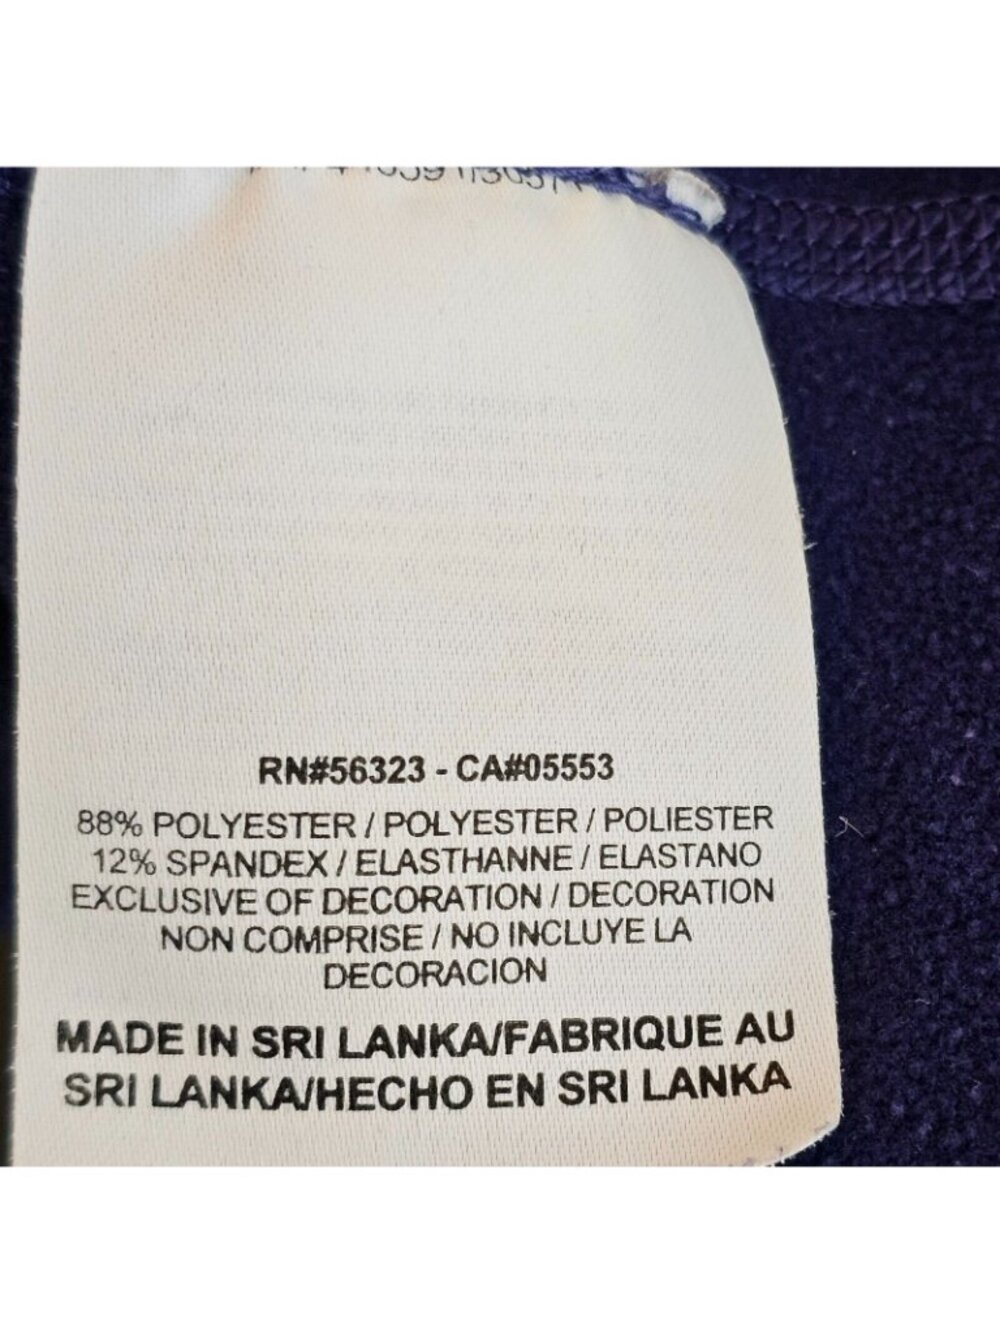 RN#56323 - CA#05553
88% POLYESTER / POLYESTER / POLIESTER
12% SPANDEX / ELASTHANNE / ELASTANO
EXCLUSIVE OF DECORATION / DECORATION
NON COMPRISE / NO INCLUYE LA
DECORACION
MADE IN SRI LANKA/FABRIQUE AU
SRI LANKA/HECHO EN SRI LANKA